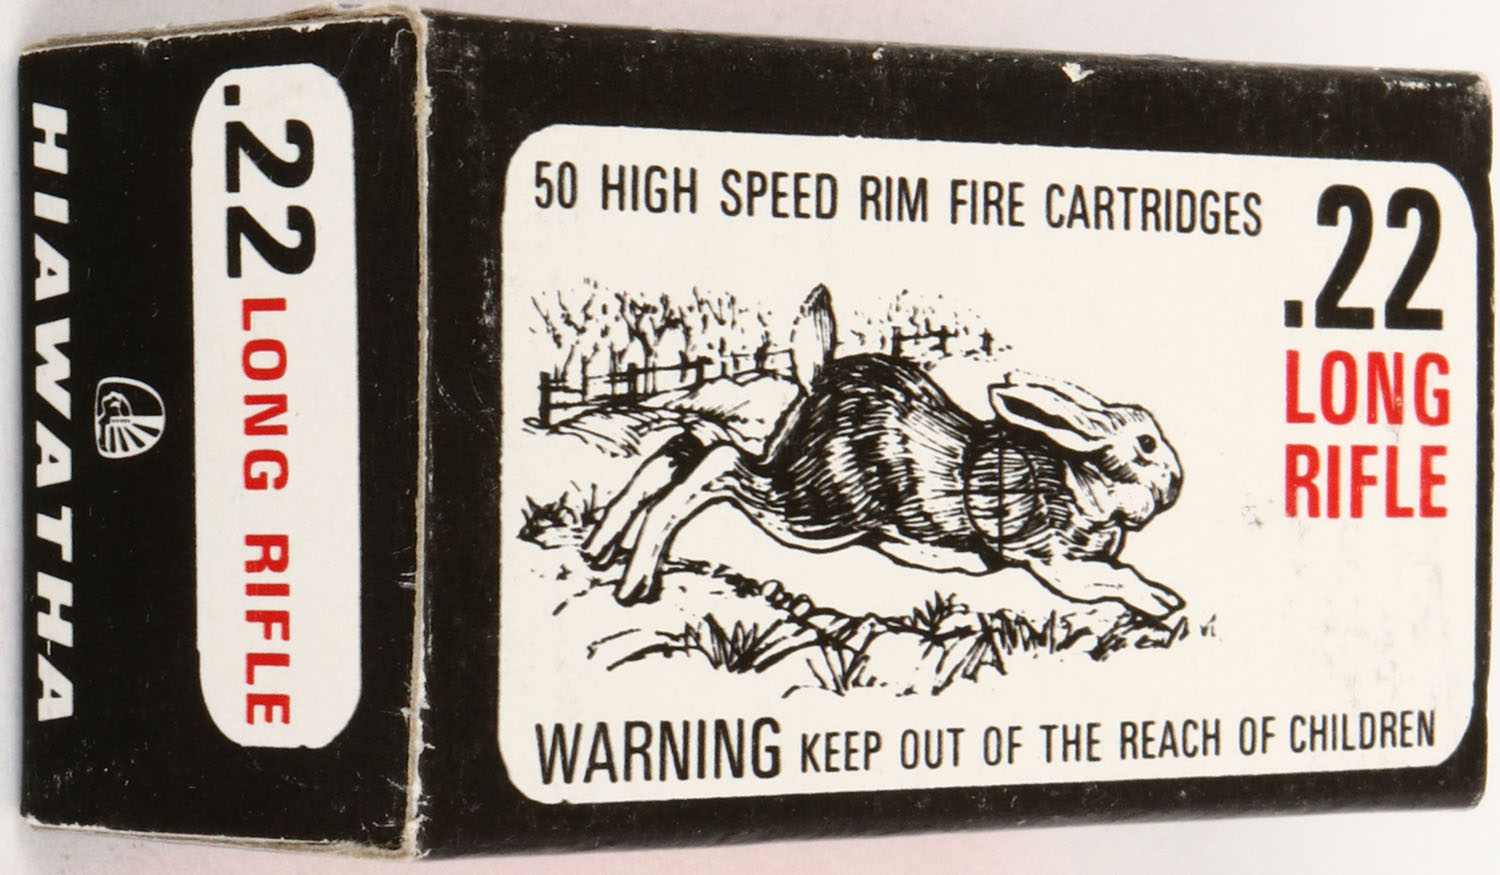 HIAWATHA
.22 LONG RIFLE
50 HIGH SPEED RIM FIRE CARTRIDGES
.22
LONG
RIFLE
WARNING KEEP OUT OF THE REACH OF CHILDREN